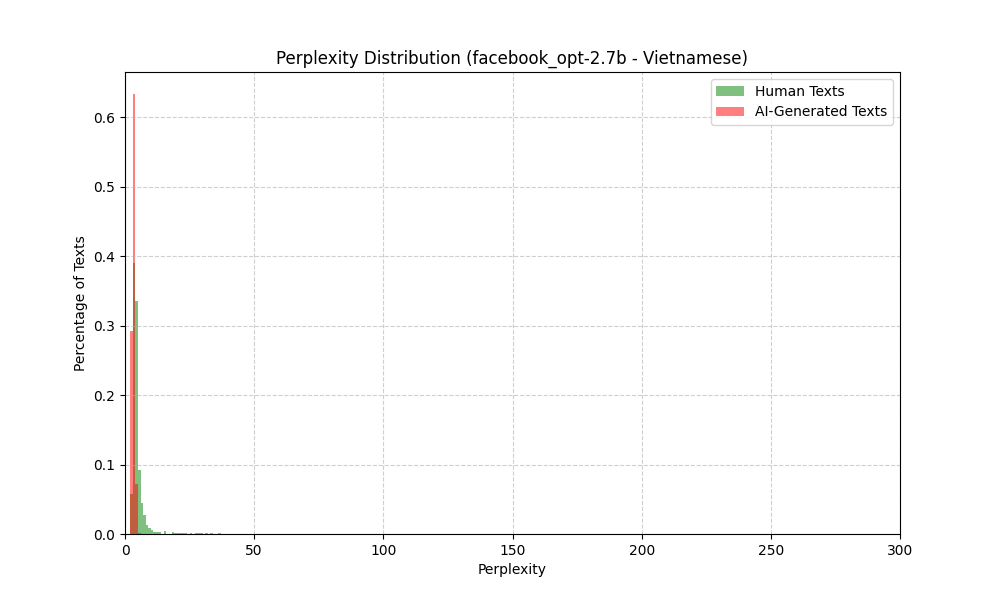 Perplexity Distribution (facebook_opt-2.7b - Vietnamese)
Human Texts
AI-Generated Texts
Percentage of Texts
0.6
0.5
0.4
0.3
0.2
0.1
0.0
0 50 100 150 200 250 300
Perplexity